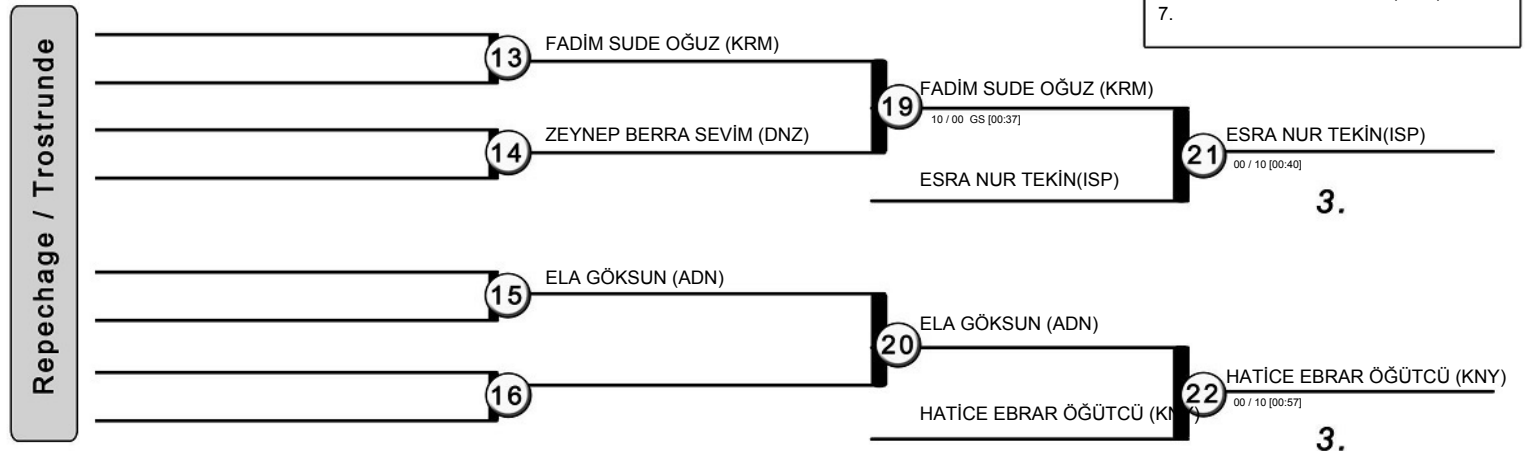 7.
Repechage / Trostrunde
13
FADİM SUDE OĞUZ (KRM)
19
FADİM SUDE OĞUZ (KRM)
10 / 00 GS [00:37]
14
ZEYNEP BERRA SEVİM (DNZ)
21
ESRA NUR TEKİN(ISP)
00 / 10 [00:40]
ESRA NUR TEKİN(ISP)
3.
15
ELA GÖKSUN (ADN)
20
ELA GÖKSUN (ADN)
16
22
HATİCE EBRAR ÖĞÜTCÜ (KNY)
00 / 10 [00:57]
HATİCE EBRAR ÖĞÜTCÜ (KNY)
3.